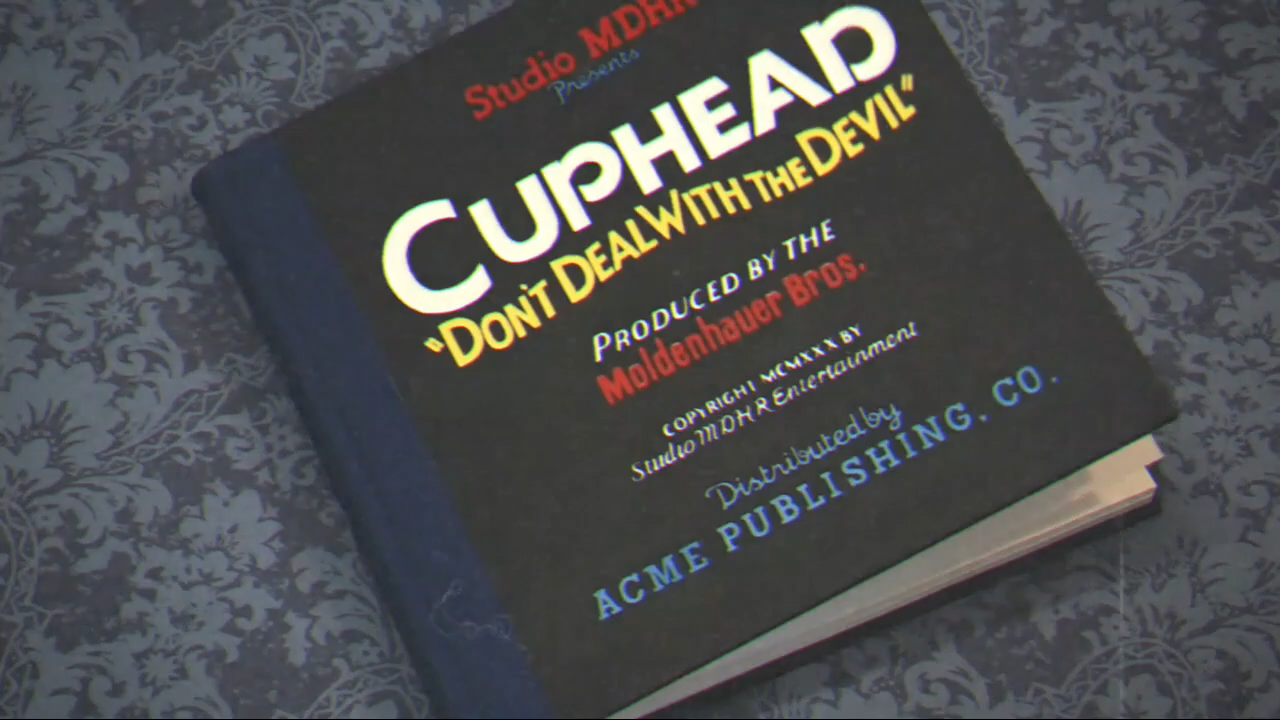 Studio MDHR
Presents
CUPHEAD
"DON'T DEAL WITH THE DEVIL"
PRODUCED BY THE
Moldenhauer Bros.
COPYRIGHT MCMXXX BY
Studio MDHR Entertainment
Distributed by
ACME PUBLISHING. CO.